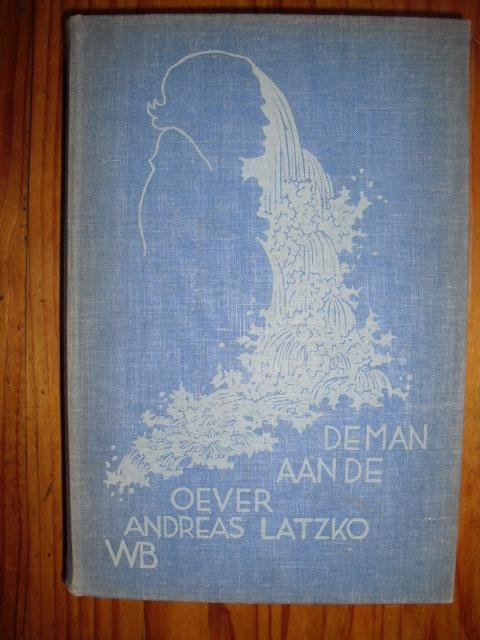 DE MAN
AAN DE
OEVER
ANDREAS LATZKO
WB